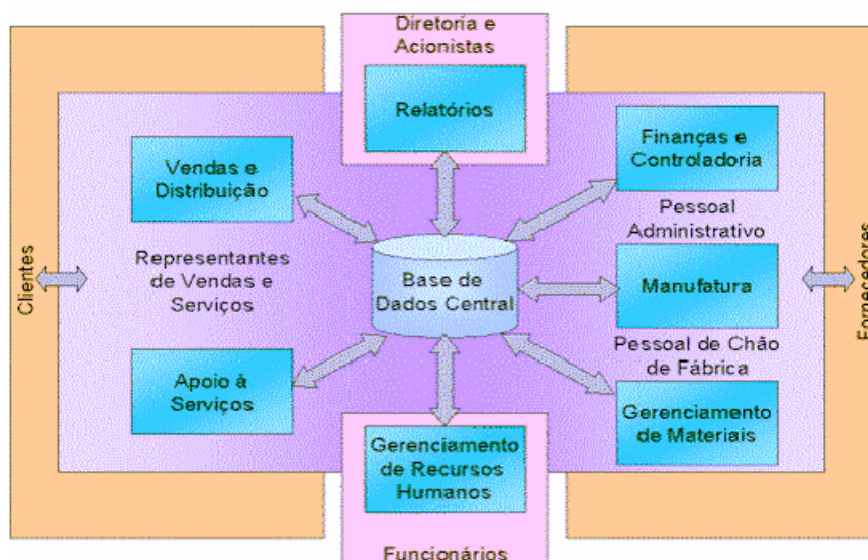 Diretoria e
Acionistas
Relatórios
Vendas e
Distribuição
Finanças e
Controladoria
Pessoal
Administrativo
Clientes
Representantes
de Vendas e
Serviços
Base de
Dados Central
Manufatura
Fornecedores
Pessoal de Chão
de Fábrica
Apoio à
Serviços
Gerenciamento
de Recursos
Humanos
Gerenciamento
de Materiais
Funcionários